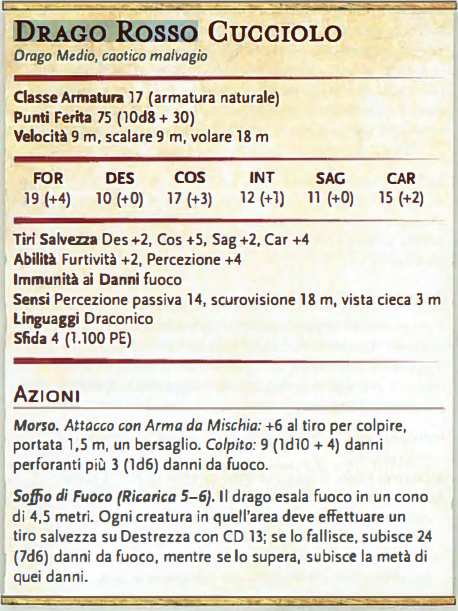 Drago Rosso Cucciolo
Drago Medio, caotico malvagio
Classe Armatura 17 (armatura naturale)
Punti Ferita 75 (10d8 + 30)
Velocità 9 m, scalare 9 m, volare 18 m
FOR DES COS INT SAG CAR
19 (+4) 10 (+0) 17 (+3) 12 (+1) 11 (+0) 15 (+2)
Tiri Salvezza Des +2, Cos +5, Sag +2, Car +4
Abilità Furtività +2, Percezione +4
Immunità ai Danni fuoco
Sensi Percezione passiva 14, scurovisione 18 m, vista cieca 3 m
Linguaggi Draconico
Sfida 4 (1.100 PE)
Azioni
Morso. Attacco con Arma da Mischia: +6 al tiro per colpire,
portata 1,5 m, un bersaglio. Colpito: 9 (1d10 + 4) danni
perforanti più 3 (1d6) danni da fuoco.
Soffio di Fuoco (Ricarica 5–6). Il drago esala fuoco in un cono
di 4,5 metri. Ogni creatura in quell'area deve effettuare un
tiro salvezza su Destrezza con CD 13; se lo fallisce, subisce 24
(7d6) danni da fuoco, mentre se lo supera, subisce la metà di
quei danni.